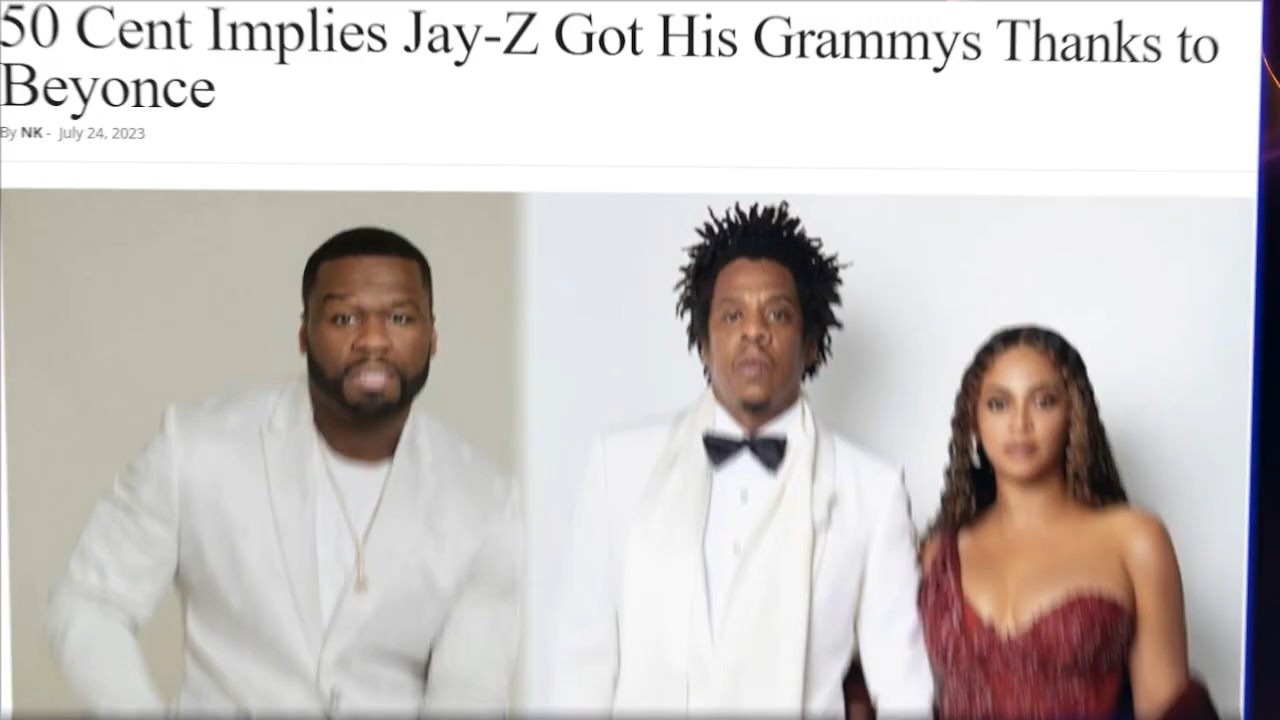 50 Cent Implies Jay-Z Got His Grammys Thanks to
Beyonce
By NK - July 24, 2023